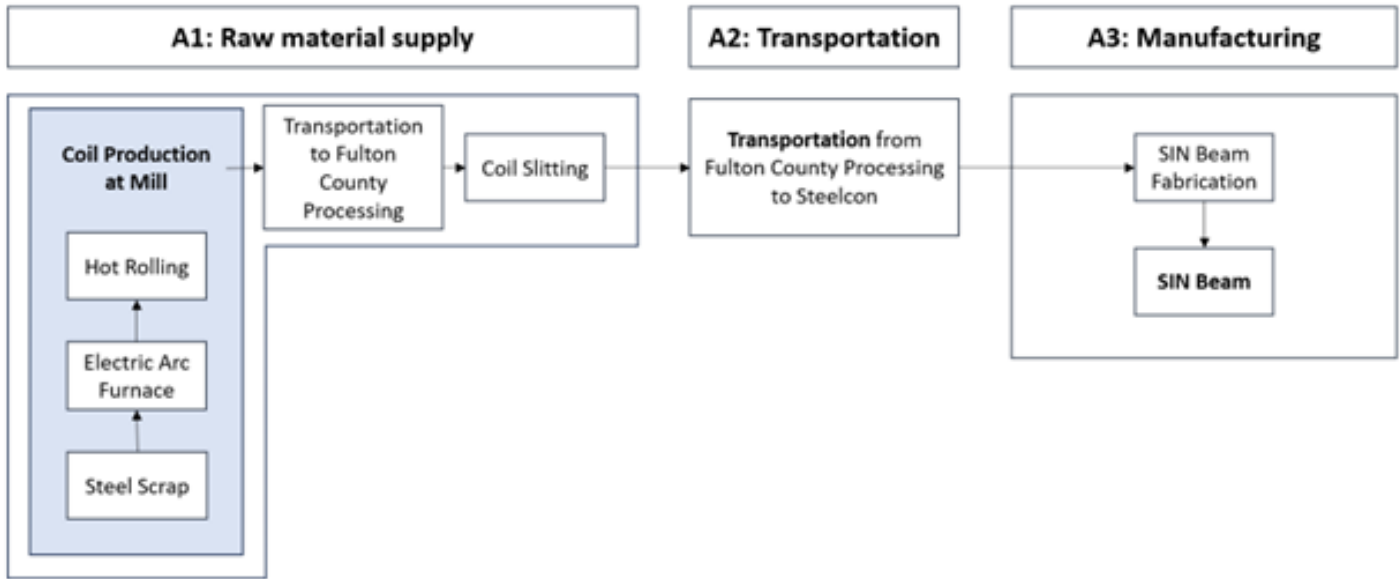 A1: Raw material supply
A2: Transportation
A3: Manufacturing
Coil Production
at Mill
Hot Rolling
Electric Arc
Furnace
Steel Scrap
Transportation
to Fulton
County
Processing
Coil Slitting
Transportation from
Fulton County Processing
to Steelcon
SIN Beam
Fabrication
SIN Beam